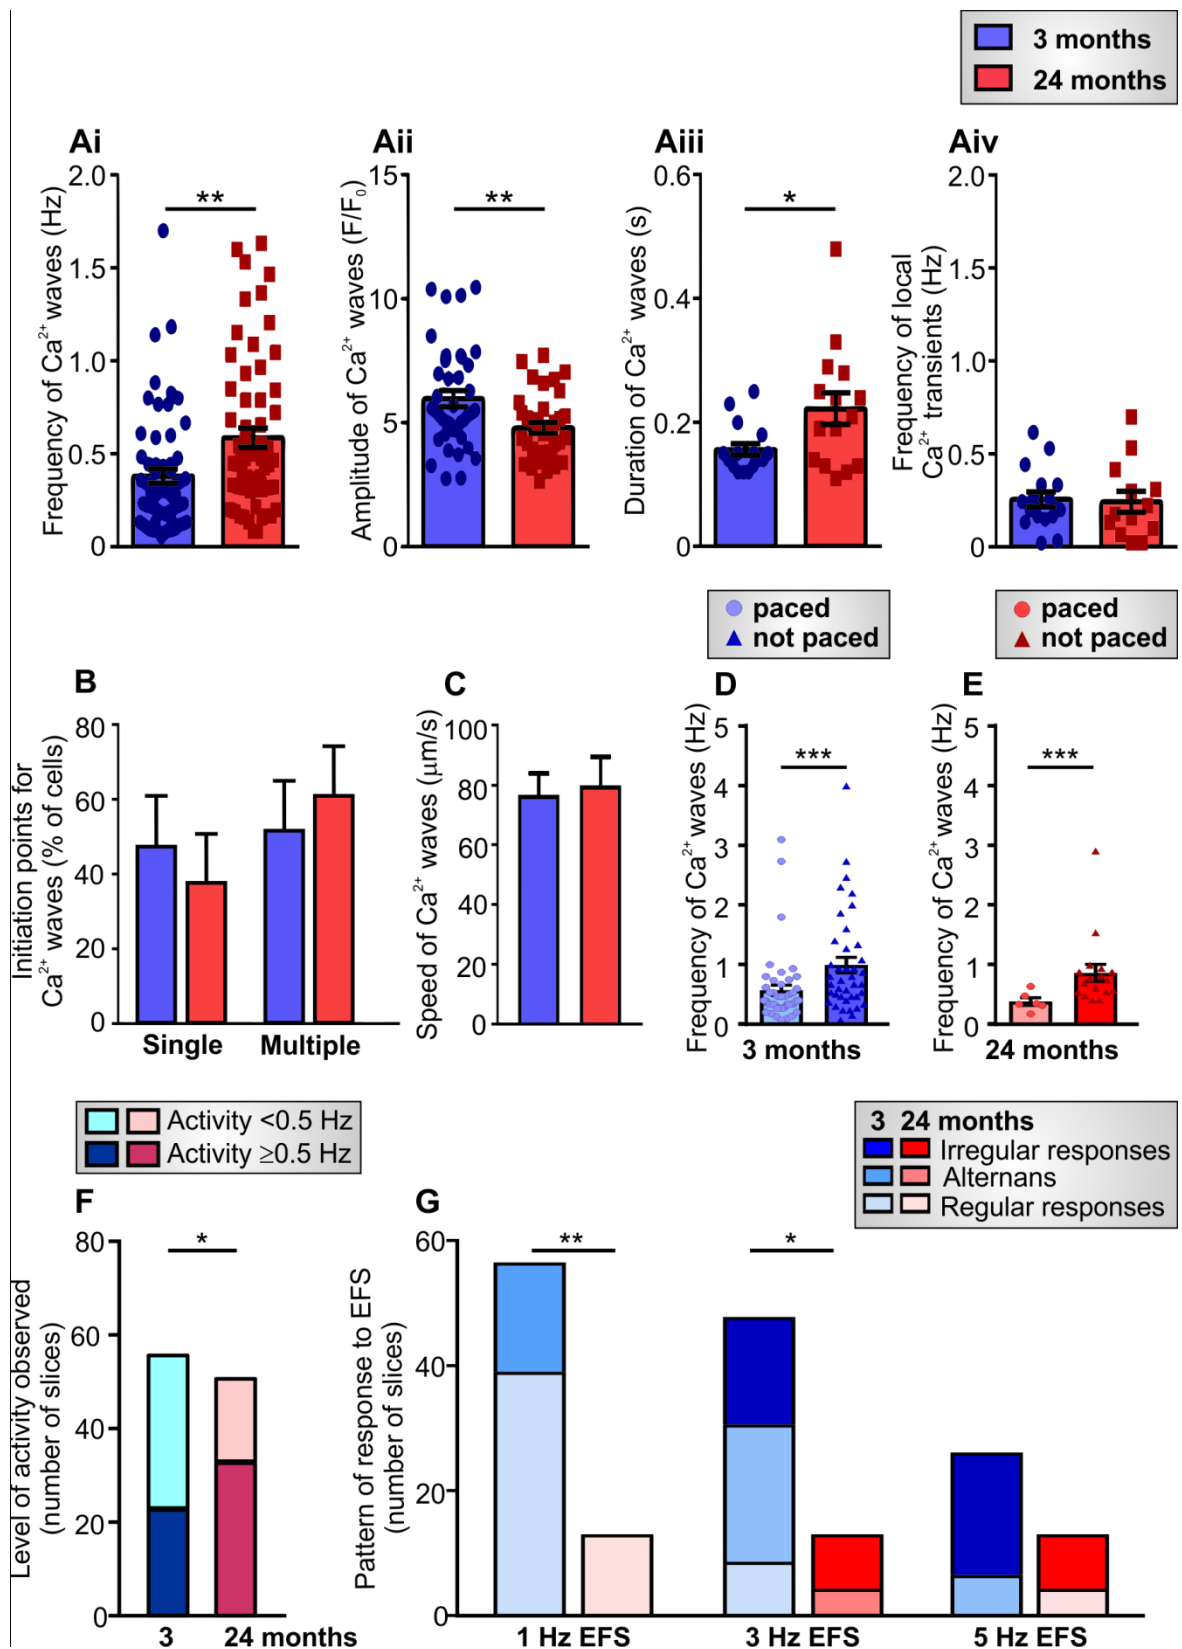 3 months
24 months
Ai
Aii
Aiii
Aiv
Frequency of Ca²⁺ waves (Hz)
2.0
1.5
1.0
0.5
0
**
Amplitude of Ca²⁺ waves (F/F₀)
15
10
5
0
**
Duration of Ca²⁺ waves (s)
0.6
0.4
0.2
0
*
Frequency of local
Ca²⁺ transients (Hz)
2.0
1.5
1.0
0.5
0
paced
not paced
paced
not paced
B
C
D
E
Initiation points for
Ca²⁺ waves (% of cells)
80
60
40
20
0
Single
Multiple
Speed of Ca²⁺ waves (μm/s)
100
80
60
40
20
0
Frequency of Ca²⁺ waves (Hz)
5
4
3
2
1
0
***
3 months
Frequency of Ca²⁺ waves (Hz)
5
4
3
2
1
0
***
24 months
Activity <0.5 Hz
Activity ≥0.5 Hz
3 24 months
Irregular responses
Alternans
Regular responses
F
G
Level of activity observed
(number of slices)
80
60
40
20
0
*
3
24 months
Pattern of response to EFS
(number of slices)
60
40
20
0
**
*
1 Hz EFS
3 Hz EFS
5 Hz EFS